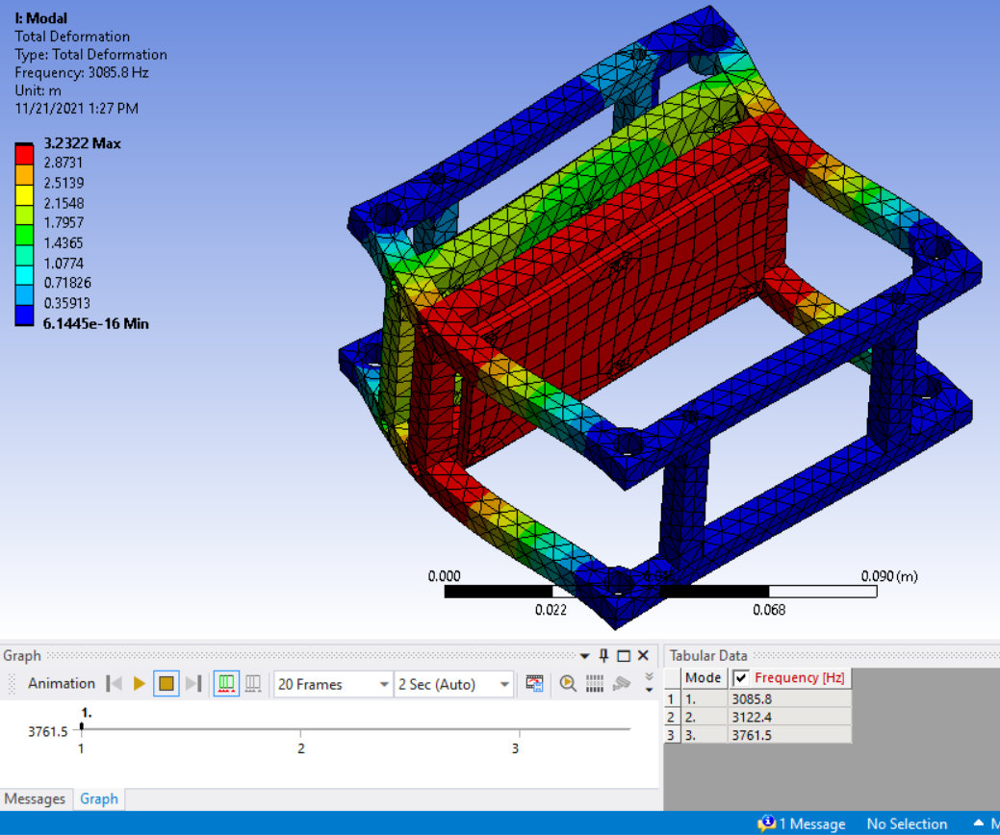 I: Modal
Total Deformation
Type: Total Deformation
Frequency: 3085.8 Hz
Unit: m
11/21/2021 1:27 PM
3.2322 Max
2.8731
2.5139
2.1548
1.7957
1.4365
1.0774
0.71826
0.35913
6.1445e-16 Min
0.000
0.090 (m)
0.022
0.068
Graph
Animation
20 Frames
2 Sec (Auto)
1.
3761.5
1
2
3
Messages
Graph
Tabular Data
Mode
Frequency [Hz]
1 1. 3085.8
2 2. 3122.4
3 3. 3761.5
1 Message
No Selection